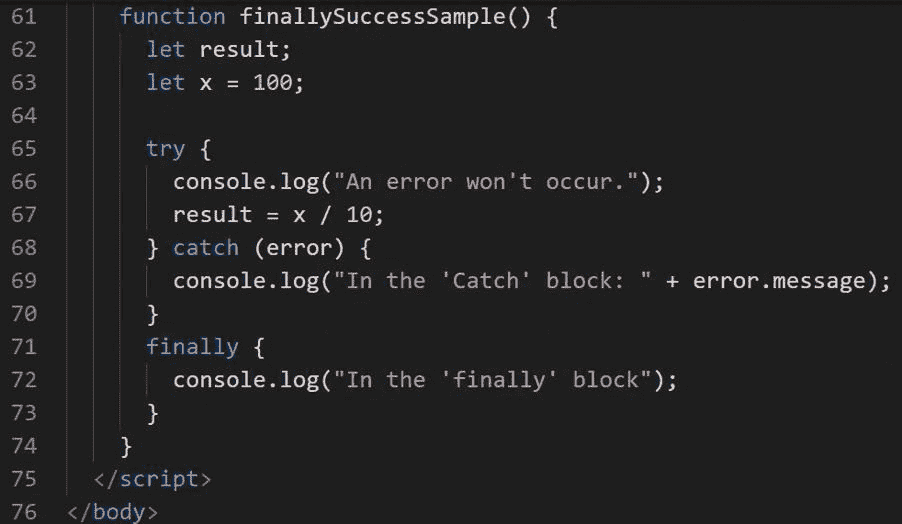 61 function finallySuccessSample() {
62 let result;
63 let x = 100;
64
65 try {
66 console.log("An error won't occur.");
67 result = x / 10;
68 } catch (error) {
69 console.log("In the 'Catch' block: " + error.message);
70 }
71 finally {
72 console.log("In the 'finally' block");
73 }
74 }
75 </script>
76 </body>